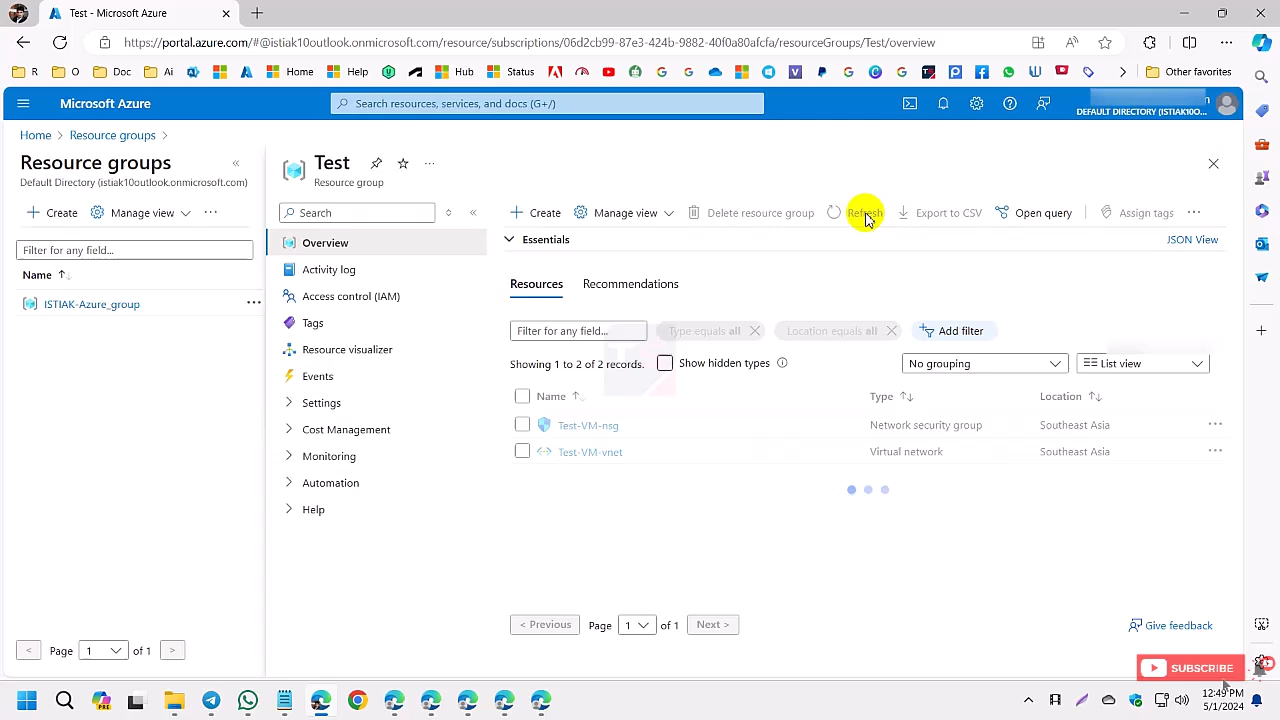 Test - Microsoft Azure
https://portal.azure.com/#@istiak10outlook.onmicrosoft.com/resource/subscriptions/06d2cb99-87e3-424b-9882-40f0a80afcfa/resourceGroups/Test/overview
R
O
Doc
Ai
Home
Help
Hub
Status
Other favorites
Microsoft Azure
Search resources, services, and docs (G+/)
DEFAULT DIRECTORY (ISTIAK10O...
Home > Resource groups >
Resource groups
Default Directory (istiak10outlook.onmicrosoft.com)
Create
Manage view
Filter for any field...
Name
ISTIAK-Azure_group
Page 1 of 1
Test
Resource group
Search
Overview
Activity log
Access control (IAM)
Tags
Resource visualizer
Events
Settings
Cost Management
Monitoring
Automation
Help
Create
Manage view
Delete resource group
Refresh
Export to CSV
Open query
Assign tags
Essentials
JSON View
Resources
Recommendations
Filter for any field...
Type equals all
Location equals all
Add filter
Showing 1 to 2 of 2 records.
Show hidden types
No grouping
List view
Name
Type
Location
Test-VM-nsg
Network security group
Southeast Asia
Test-VM-vnet
Virtual network
Southeast Asia
< Previous
Page 1 of 1
Next >
Give feedback
SUBSCRIBE
12:49 PM
5/1/2024